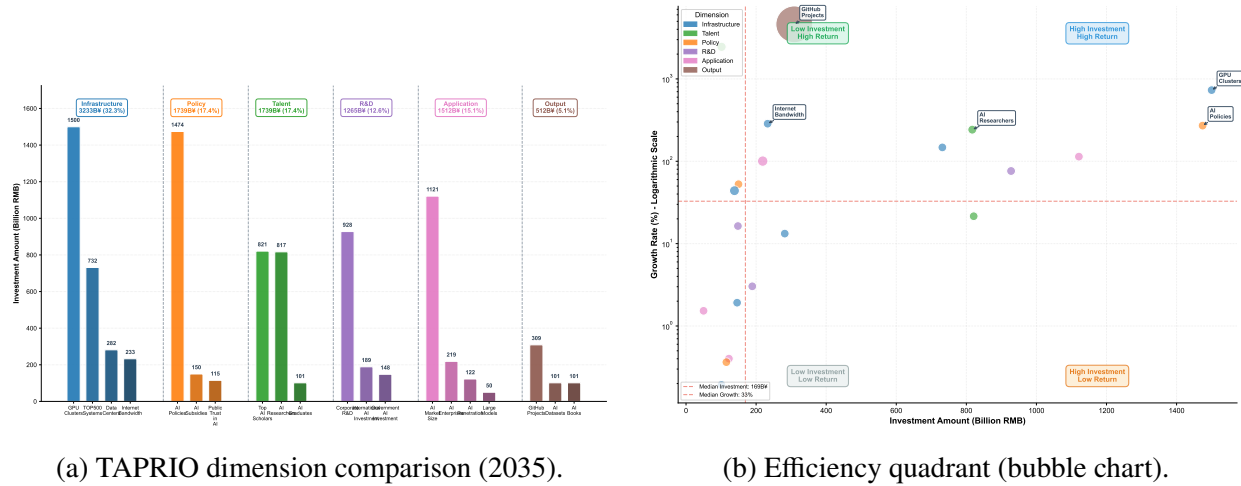 Infrastructure
3233B¥ (32.3%)
Policy
1739B¥ (17.4%)
Talent
1739B¥ (17.4%)
R&D
1265B¥ (12.6%)
Application
1512B¥ (15.1%)
Output
512B¥ (5.1%)
Investment Amount (Billion RMB)
1600
1400
1200
1000
800
600
400
200
0
1500
732
282
233
1474
150
115
821
817
101
928
189
148
1121
219
122
50
309
101
101
GPU
Clusters
TOP500
Systems
Data
Centers
Internet
Bandwidth
AI
Policies
AI
Subsidies
Public
Trust
in
AI
Top
AI
Scholars
AI
Researchers
AI
Graduates
Corporate
R&D
International
AI
Investment
Government
AI
Investment
AI
Market
Size
AI
Enterprises
AI
Penetration
Large
Models
GitHub
Projects
AI
Datasets
AI
Books
(a) TAPRIO dimension comparison (2035).
Growth Rate (%) - Logarithmic Scale
10³
10²
10¹
10⁰
Dimension
Infrastructure
Talent
Policy
R&D
Application
Output
GitHub
Projects
Low Investment
High Return
High Investment
High Return
GPU
Clusters
Internet
Bandwidth
AI
Researchers
AI
Policies
Low Investment
Low Return
High Investment
Low Return
Median Investment: 169B¥
Median Growth: 33%
0
200
400
600
800
1000
1200
1400
Investment Amount (Billion RMB)
(b) Efficiency quadrant (bubble chart).